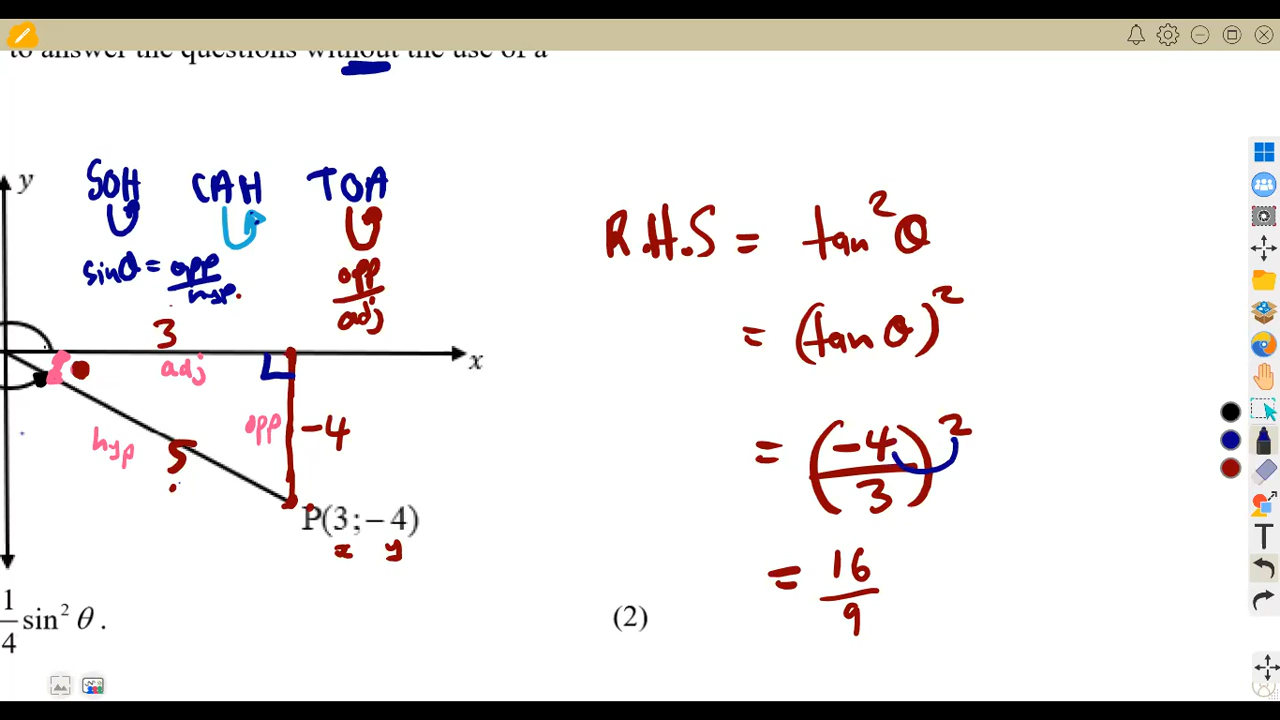 to answer the questions without the use of a
y
SOH CAH TOA
sinθ = opp/hyp
opp/adj
3
adj
x
opp
-4
hyp
5
P(3;−4)
x y
1/4 sin² θ .
(2)
R.H.S = tan²θ
= (tan θ)²
= (-4/3)²
= 16/9
T